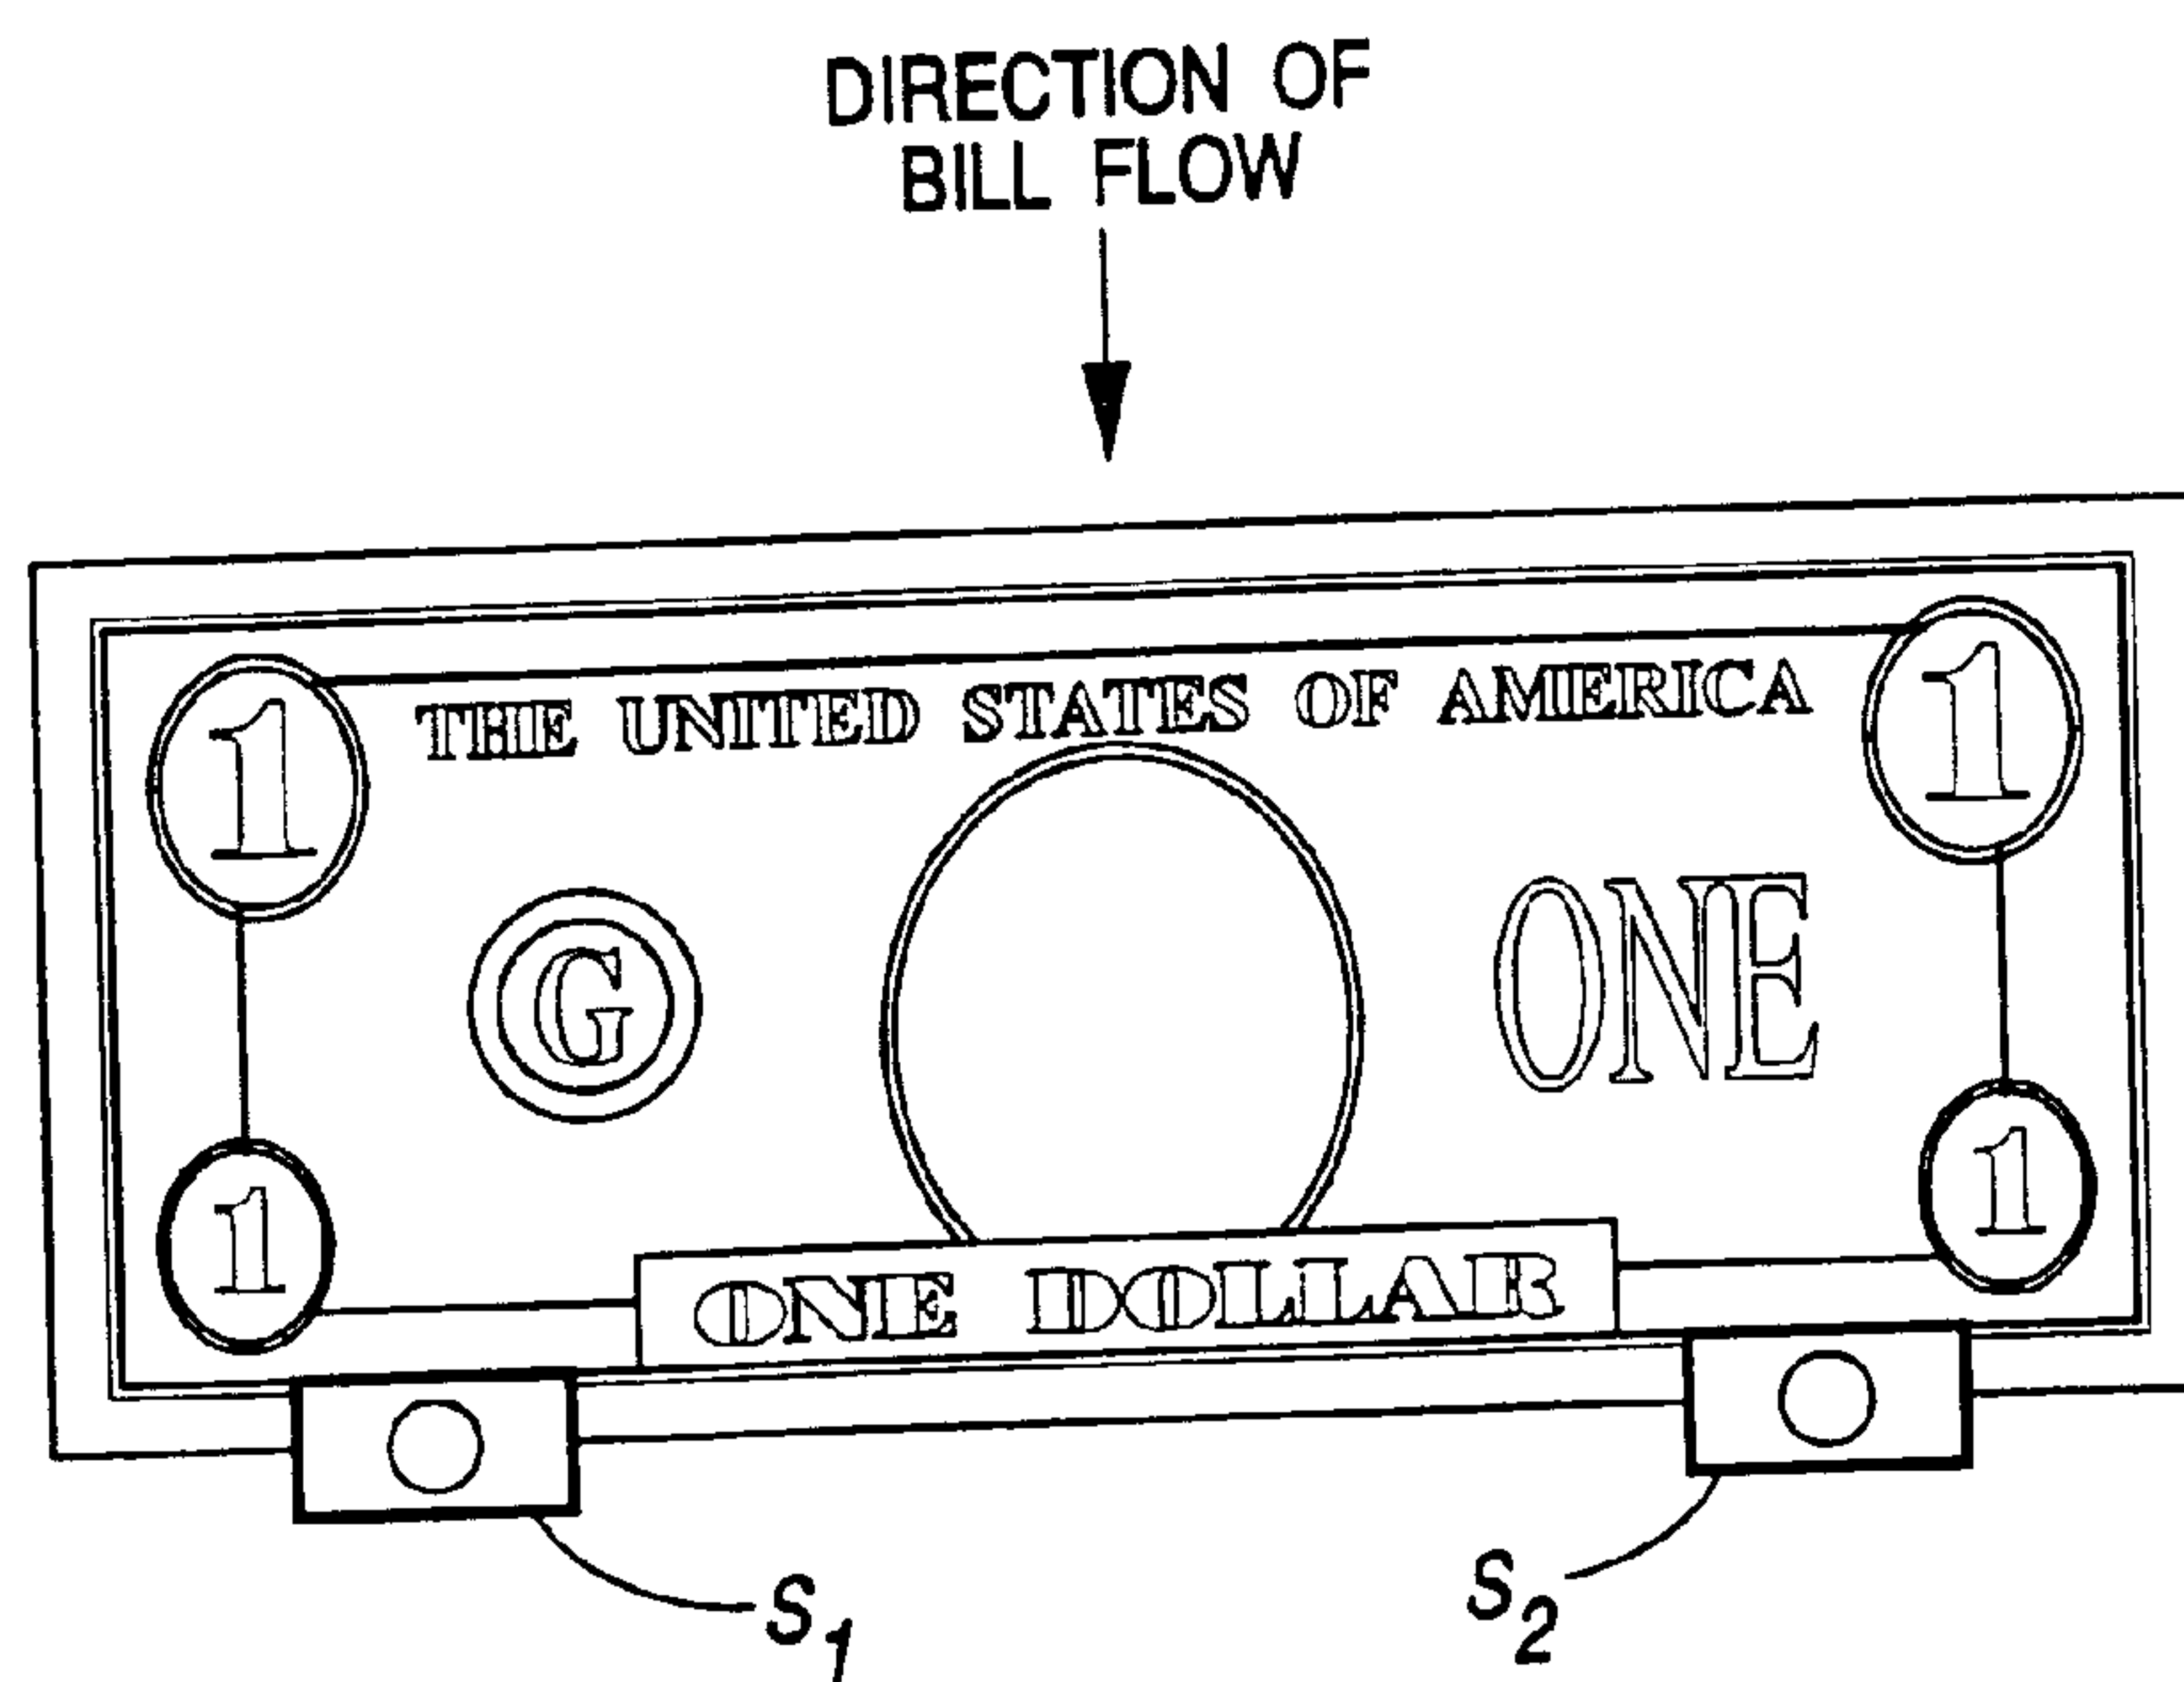 DIRECTION OF
BILL FLOW
1 THE UNITED STATES OF AMERICA 1
G ONE
1 ONE DOLLAR 1
S1
S2